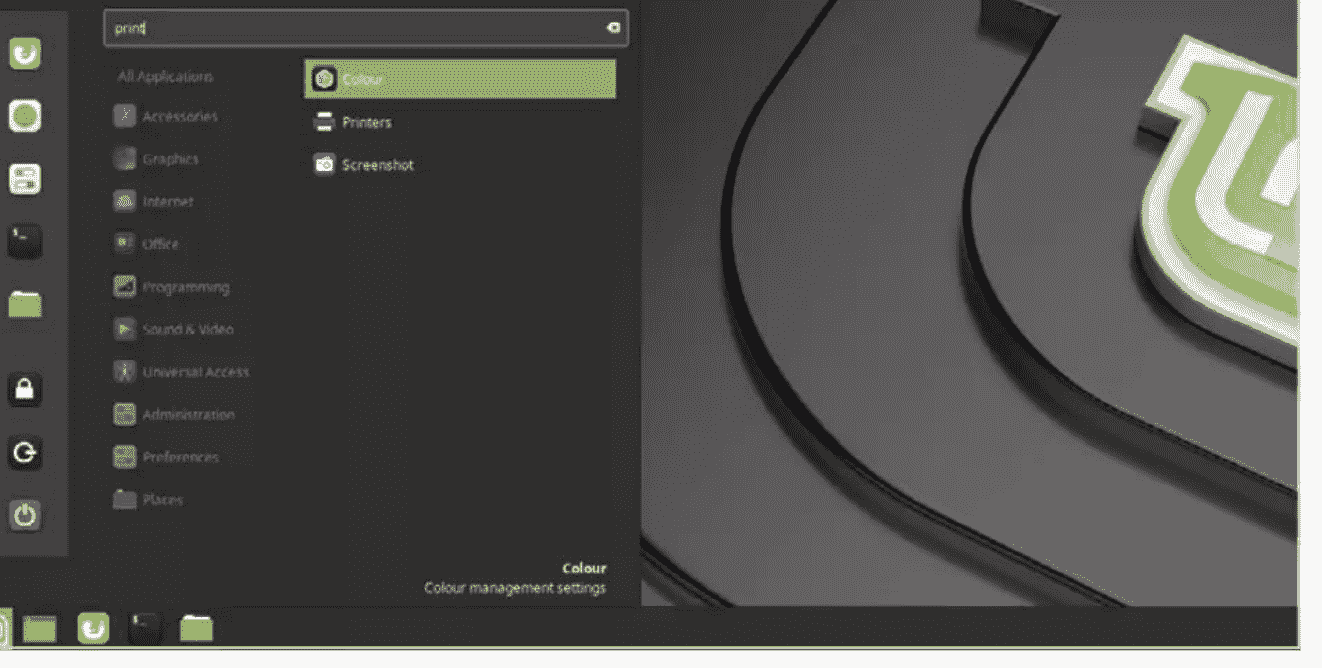 print
All Applications
Accessories
Graphics
Internet
Office
Programming
Sound & Video
Universal Access
Administration
Preferences
Places
Colour
Printers
Screenshot
Colour
Colour management settings